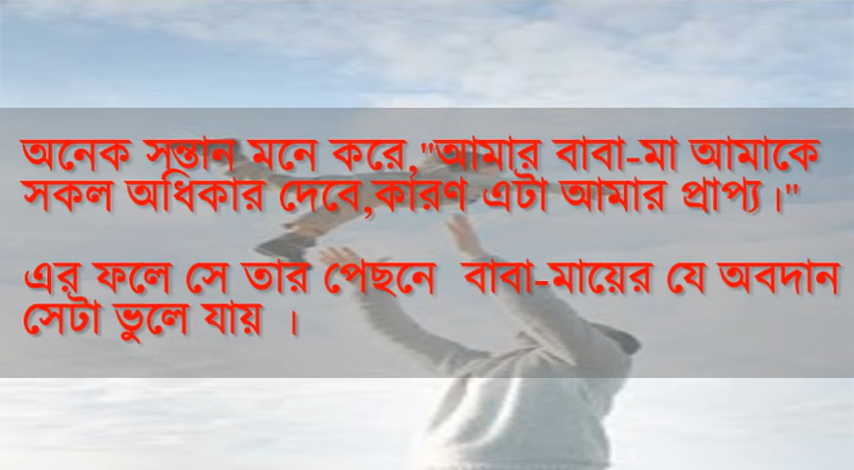 অনেক সন্তান মনে করে,"আমার বাবা-মা আমাকে
সকল অধিকার দেবে,কারণ এটা আমার প্রাপ্য।"
এর ফলে সে তার পেছনে বাবা-মায়ের যে অবদান
সেটা ভুলে যায় ।